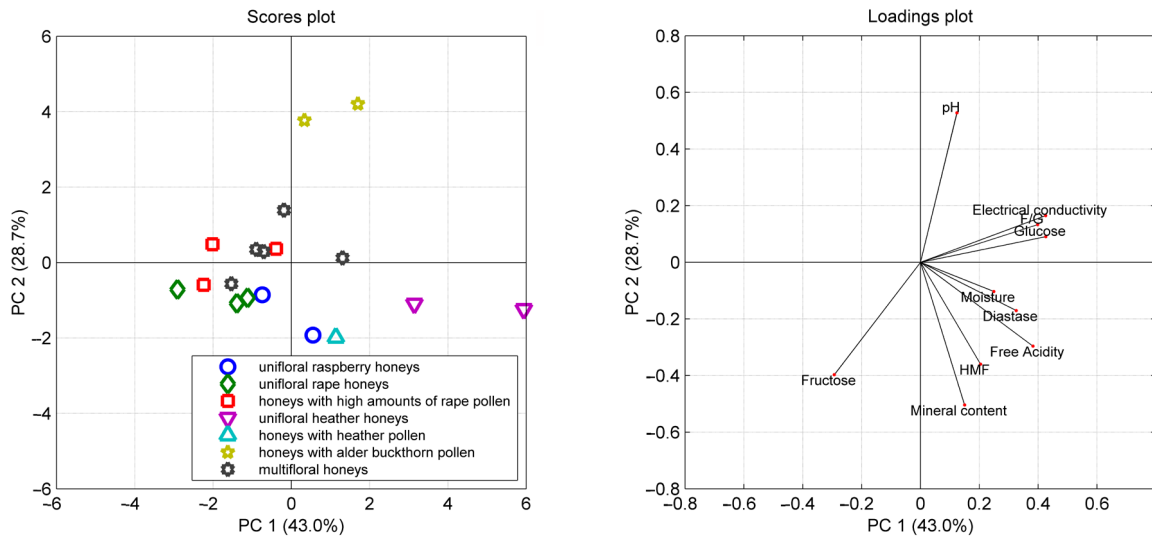 Scores plot
6
4
2
0
−2
−4
−6
−6
−4
−2
0
2
4
6
PC 2 (28.7%)
PC 1 (43.0%)
unifloral raspberry honeys
unifloral rape honeys
honeys with high amounts of rape pollen
unifloral heather honeys
honeys with heather pollen
honeys with alder buckthorn pollen
multifloral honeys
Loadings plot
0.8
0.6
0.4
0.2
0
−0.2
−0.4
−0.6
−0.8
−0.8
−0.6
−0.4
−0.2
0
0.2
0.4
0.6
PC 2 (28.7%)
PC 1 (43.0%)
pH
Electrical conductivity
F/G
Glucose
Moisture
Diastase
Free Acidity
HMF
Fructose
Mineral content